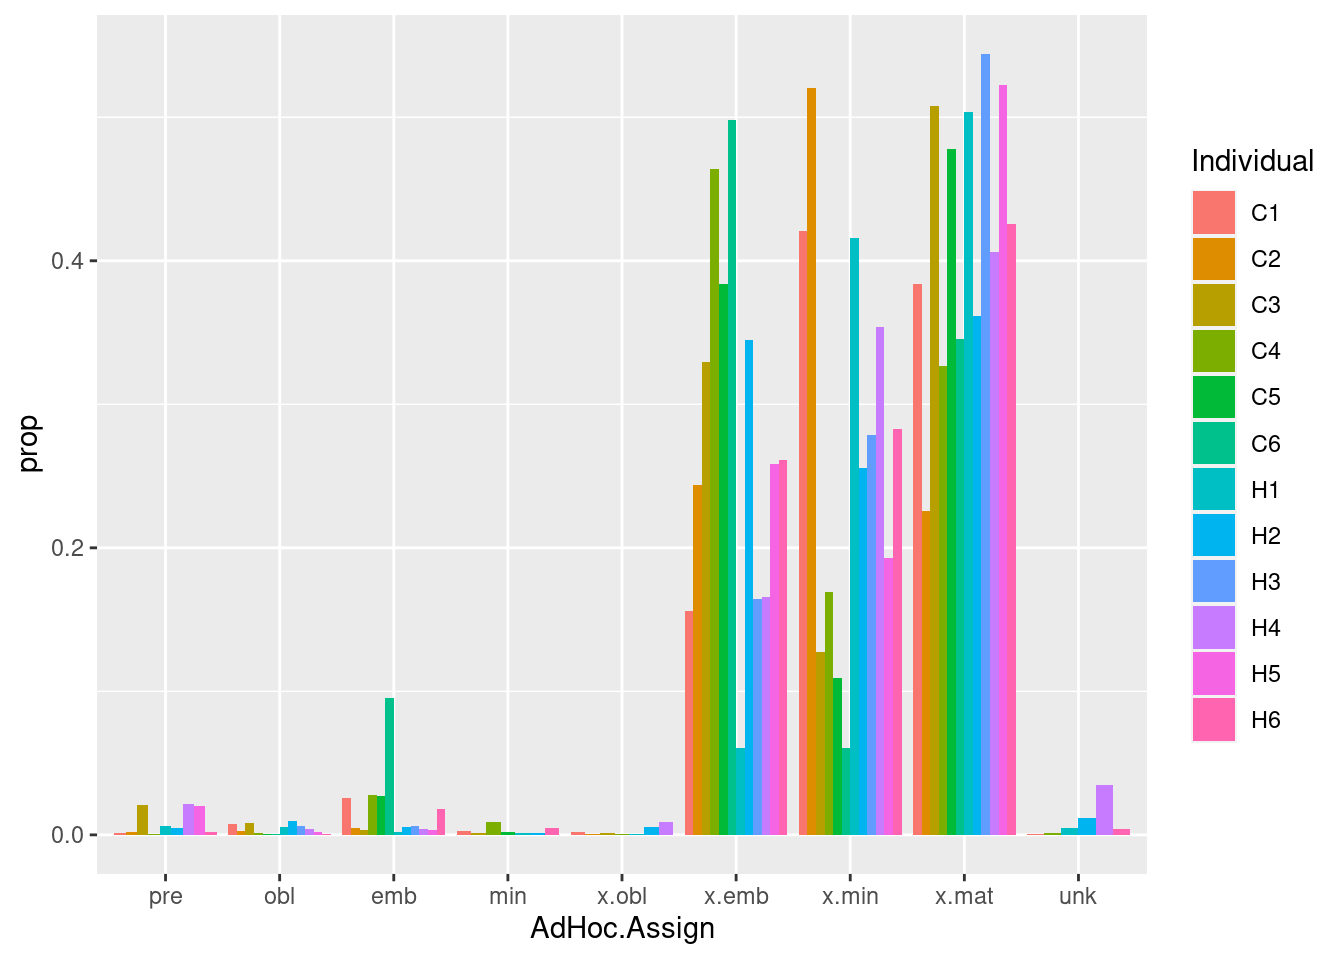 prop
0.4
0.2
0.0
pre obl emb min x.obl x.emb x.min x.mat unk
AdHoc.Assign
Individual
C1
C2
C3
C4
C5
C6
H1
H2
H3
H4
H5
H6